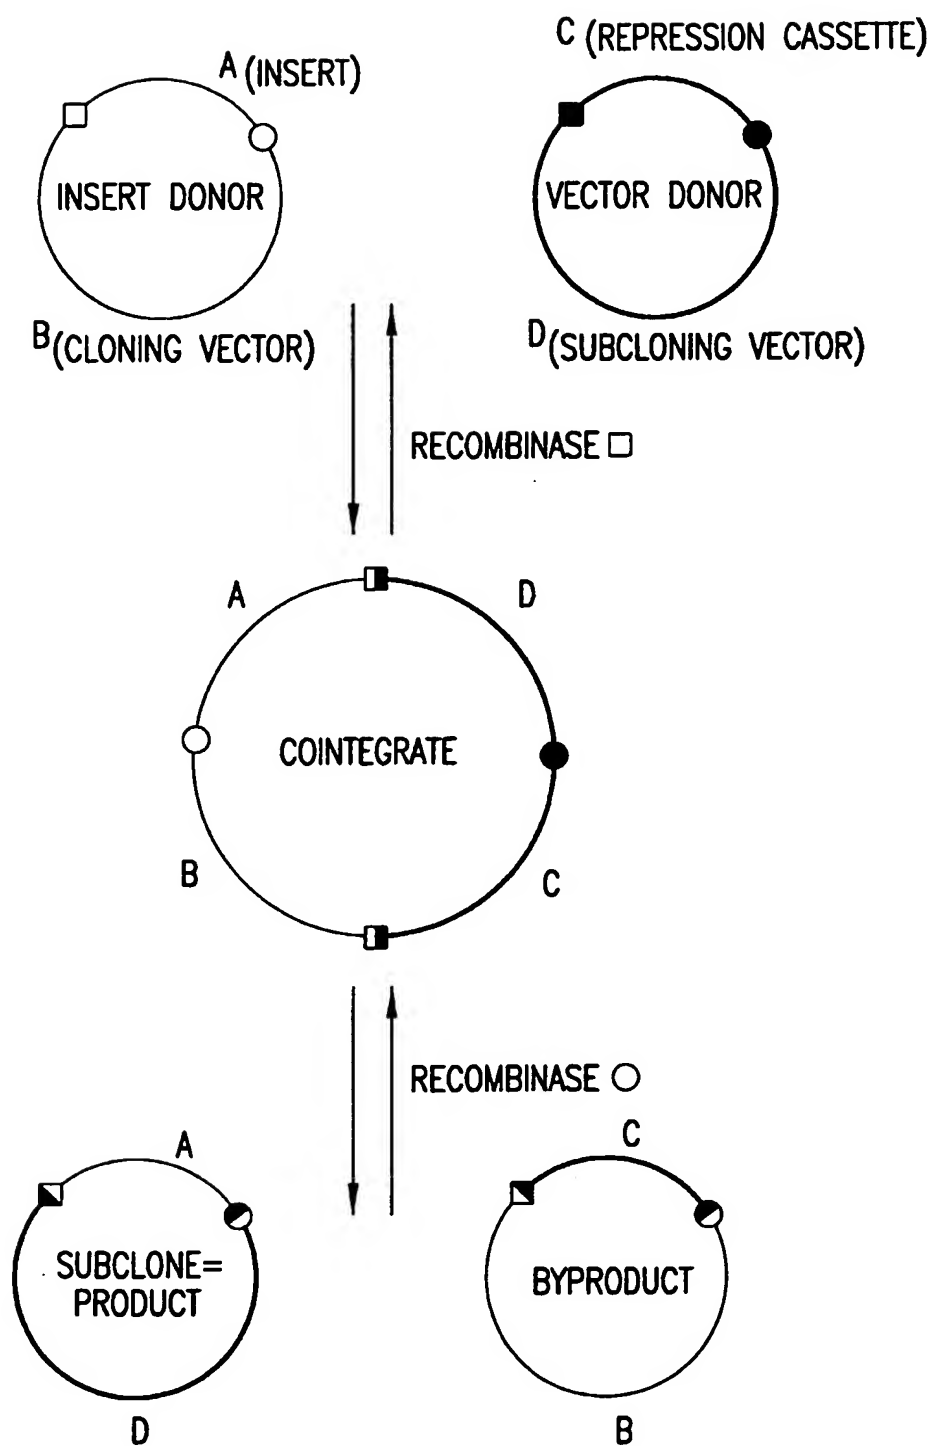 A (INSERT)
C (REPRESSION CASSETTE)
INSERT DONOR
VECTOR DONOR
B (CLONING VECTOR)
D (SUBCLONING VECTOR)
RECOMBINASE
A
D
COINTEGRATE
B
C
RECOMBINASE
A
C
SUBCLONE=
PRODUCT
BYPRODUCT
D
B